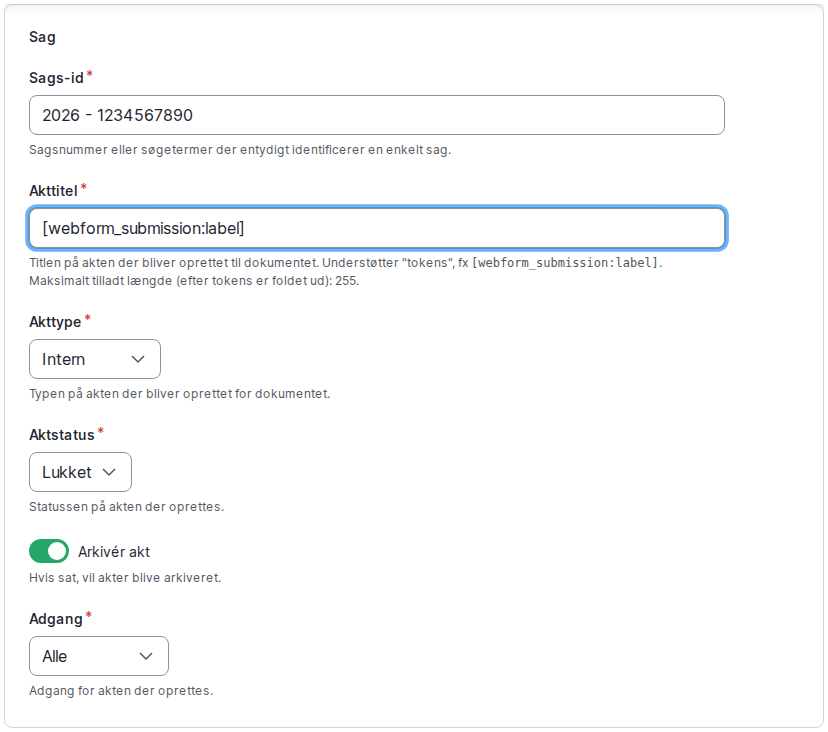 Sag
Sags-id*
2026 - 1234567890
Sagsnummer eller søgetermer der entydigt identificerer en enkelt sag.
Akttitel*
[webform_submission:label]
Titlen på akten der bliver oprettet til dokumentet. Understøtter "tokens", fx [webform_submission:label].
Maksimalt tilladt længde (efter tokens er foldet ud): 255.
Akttype*
Intern
Typen på akten der bliver oprettet for dokumentet.
Aktstatus*
Lukket
Statussen på akten der oprettes.
Arkivér akt
Hvis sat, vil akter blive arkiveret.
Adgang*
Alle
Adgang for akten der oprettes.